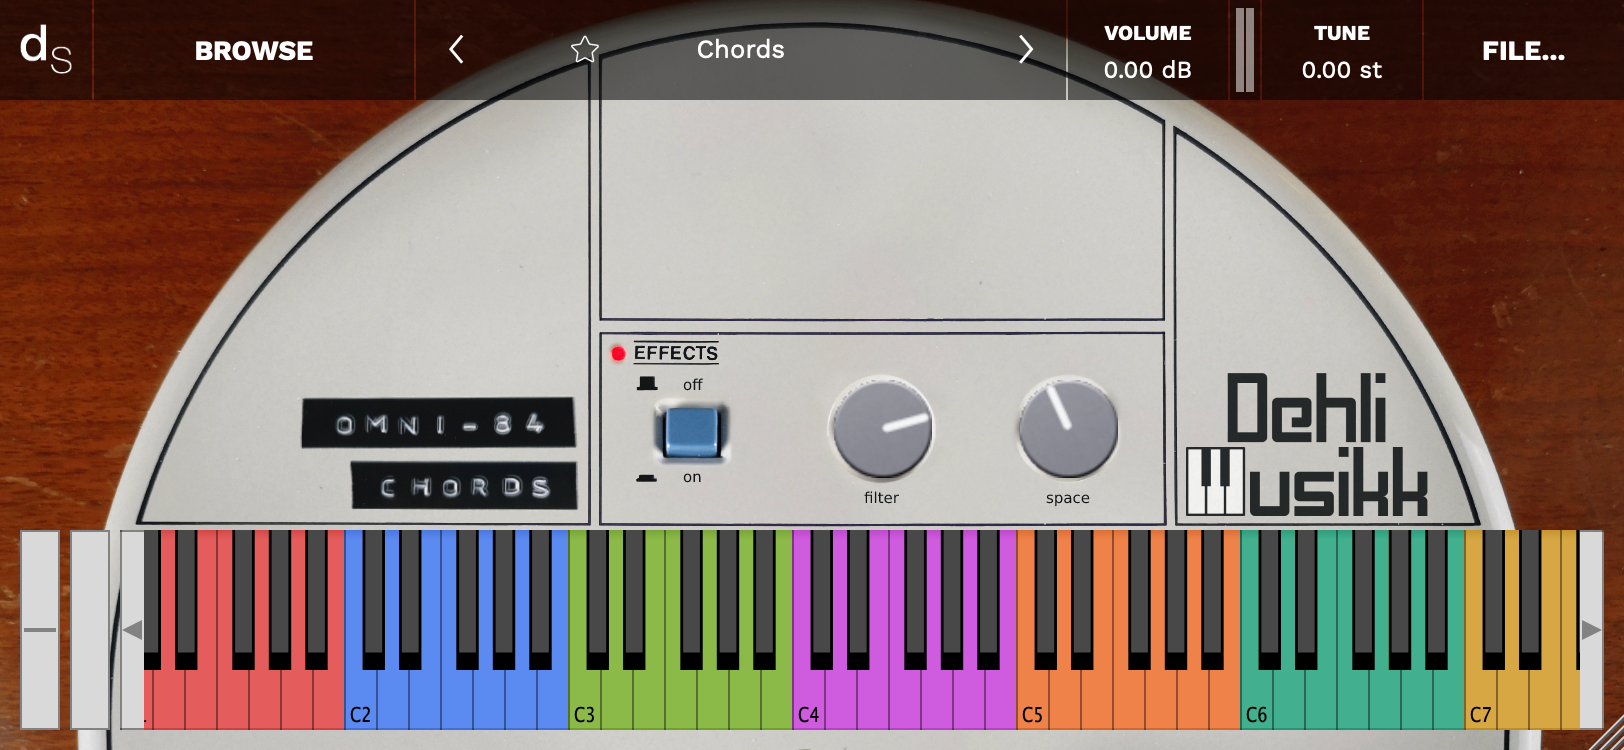 ds
BROWSE
Chords
VOLUME
0.00 dB
TUNE
0.00 st
FILE...
EFFECTS
off
on
filter
space
OMNI-84
CHORDS
Dehli
Musikk
C2
C3
C4
C5
C6
C7